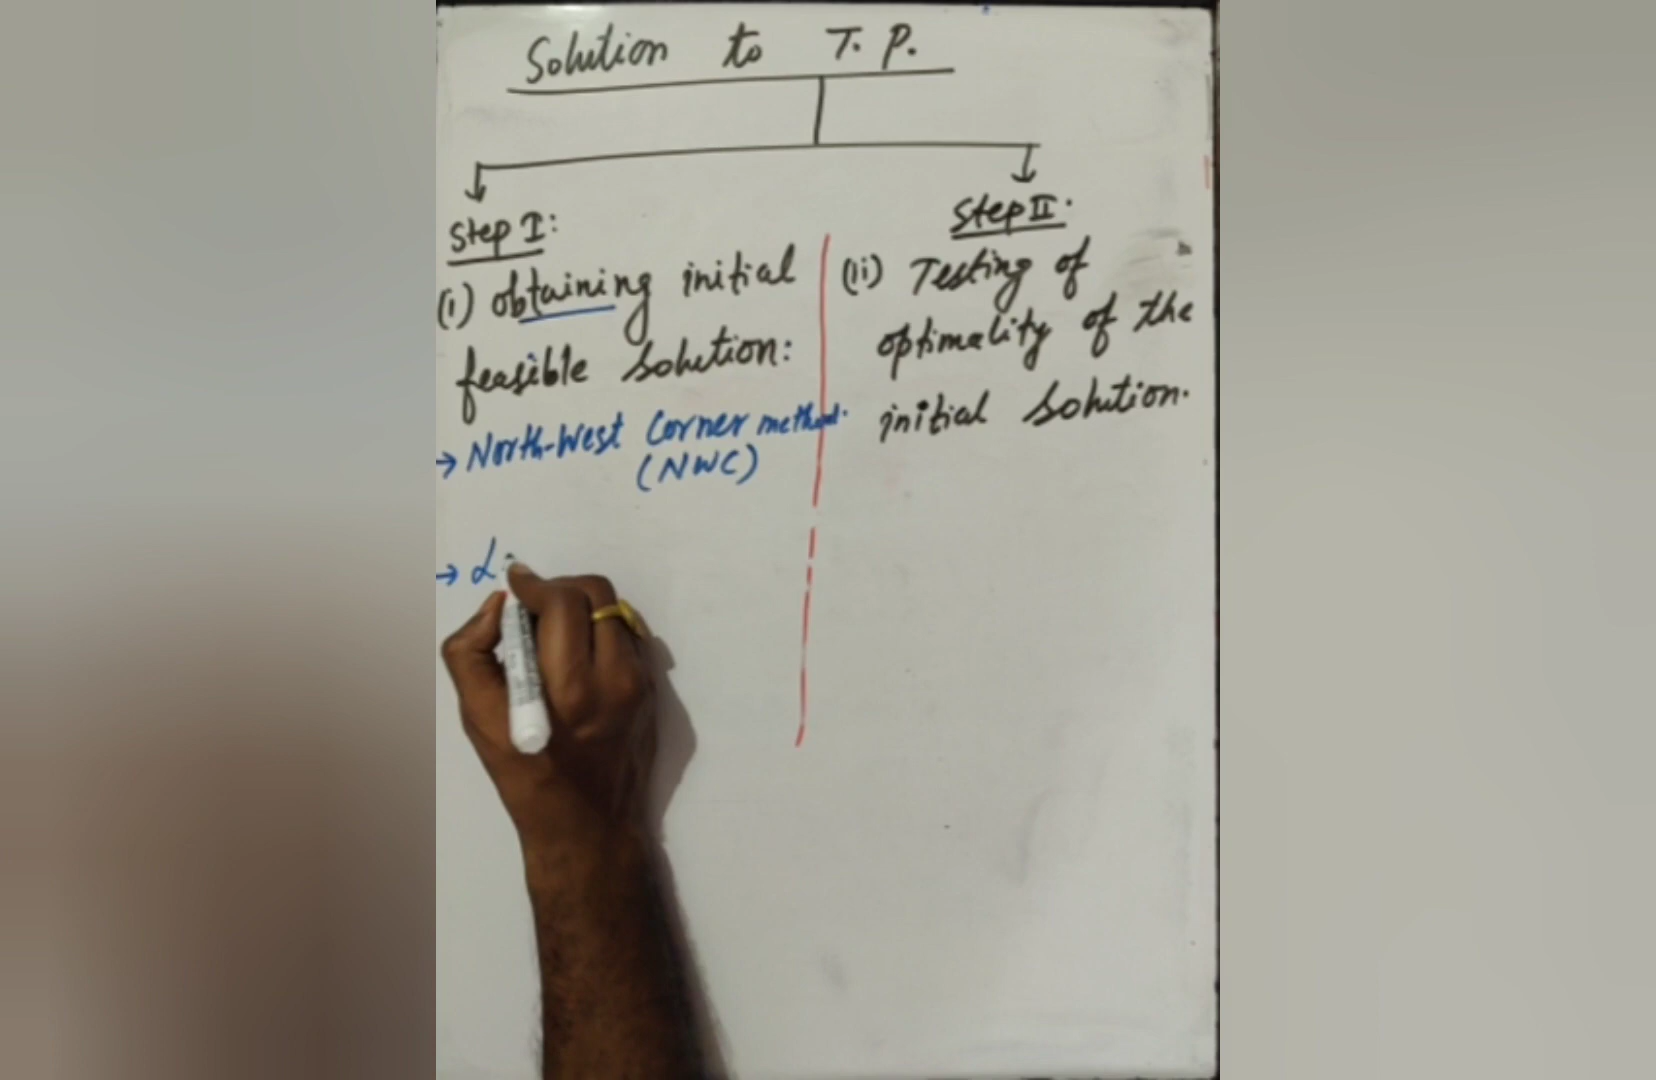 Solution to T. P.
Step I:
(i) obtaining initial
feasible solution:
→ North-West Corner method.
(NWC)
→ L
Step II.
(ii) Testing of
optimality of the
initial solution.